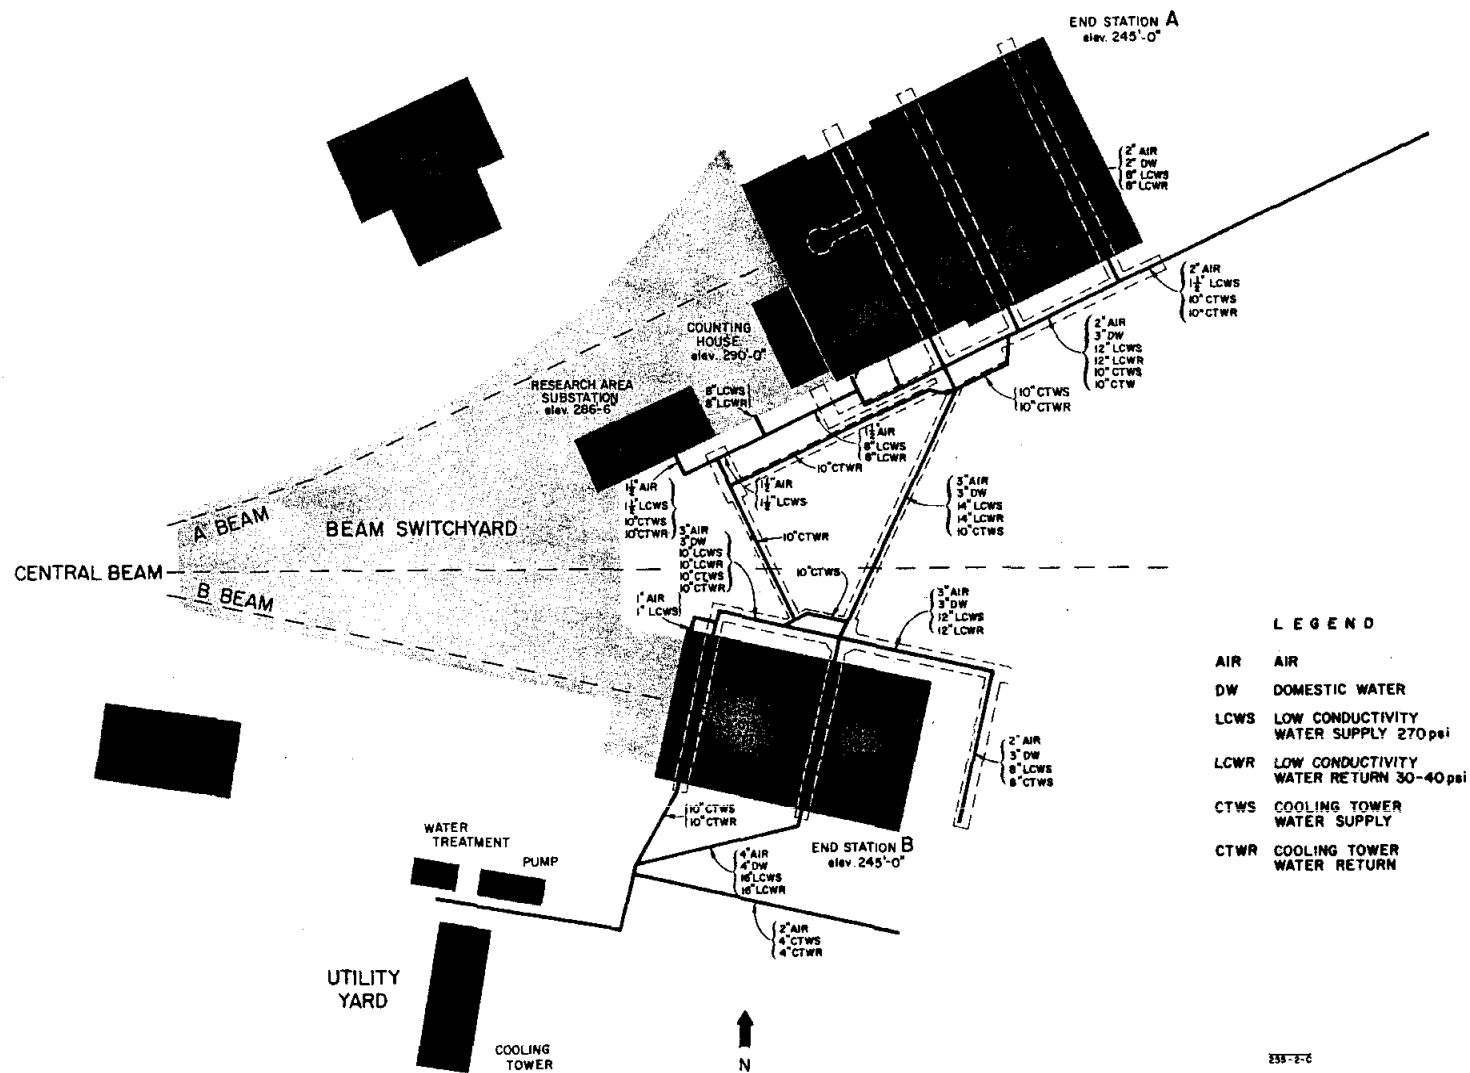 END STATION A
elev. 245'-0"
2" AIR
2" DW
8" LCWS
8" LCWR
2" AIR
1½" LCWS
10" CTWS
10" CTWR
COUNTING
HOUSE
elev. 290'-0"
2" AIR
3" DW
12" LCWS
12" LCWR
10" CTWS
10" CTW
RESEARCH AREA
SUBSTATION
elev. 286-6"
8" LCWS
8" LCWR
10" CTWS
10" CTWR
1½" AIR
8" LCWS
8" LCWR
10" CTWR
1½" AIR
1½" LCWS
10" CTWS
10" CTWR
1½" AIR
1½" LCWS
3" AIR
3" DW
14" LCWS
14" LCWR
10" CTWS
A BEAM
BEAM SWITCHYARD
3" AIR
3" DW
10" LCWS
10" LCWR
10" CTWS
10" CTWR
10" CTWR
CENTRAL BEAM
10" CTWS
B BEAM
1" AIR
1" LCWS
3" AIR
3" DW
12" LCWS
12" LCWR
LEGEND
AIR AIR
DW DOMESTIC WATER
LCWS LOW CONDUCTIVITY
WATER SUPPLY 270 psi
LCWR LOW CONDUCTIVITY
WATER RETURN 30-40 psi
CTWS COOLING TOWER
WATER SUPPLY
CTWR COOLING TOWER
WATER RETURN
2" AIR
3" DW
8" LCWS
8" CTWS
10" CTWS
10" CTWR
WATER
TREATMENT
PUMP
END STATION B
elev. 245'-0"
4" AIR
4" DW
16" LCWS
16" LCWR
2" AIR
4" CTWS
4" CTWR
UTILITY
YARD
COOLING
TOWER
N
235-2-C